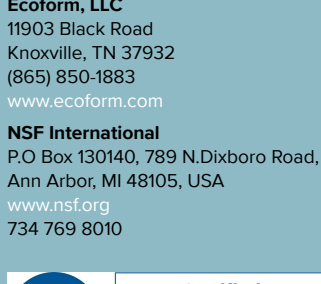 Ecoform, LLC
11903 Black Road
Knoxville, TN 37932
(865) 850-1883
www.ecoform.com
NSF International
P.O Box 130140, 789 N.Dixboro Road,
Ann Arbor, MI 48105, USA
www.nsf.org
734 769 8010